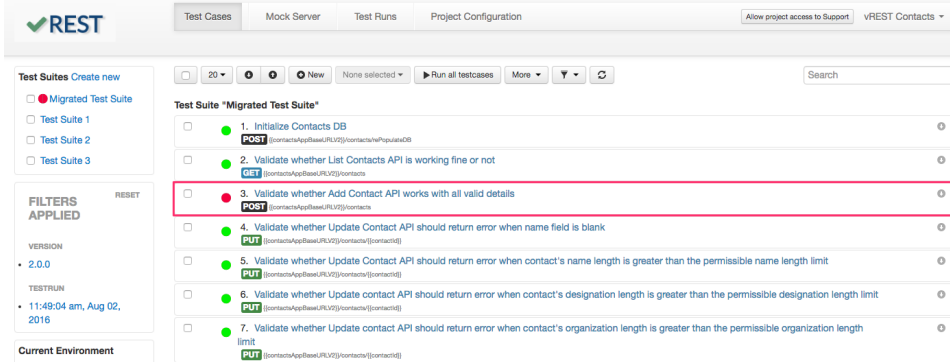 vREST
Test Cases
Mock Server
Test Runs
Project Configuration
Allow project access to Support
vREST Contacts
Test Suites Create new
Migrated Test Suite
Test Suite 1
Test Suite 2
Test Suite 3
FILTERS APPLIED
RESET
VERSION
2.0.0
TESTRUN
11:49:04 am, Aug 02,
2016
Current Environment
20
New
None selected
Run all testcases
More
Search
Test Suite "Migrated Test Suite"
1. Initialize Contacts DB
POST {{contactsAppBaseURLV2}}/contacts/rePopulateDB
2. Validate whether List Contacts API is working fine or not
GET {{contactsAppBaseURLV2}}/contacts
3. Validate whether Add Contact API works with all valid details
POST {{contactsAppBaseURLV2}}/contacts
4. Validate whether Update Contact API should return error when name field is blank
PUT {{contactsAppBaseURLV2}}/contacts/{{contactId}}
5. Validate whether Update Contact API should return error when contact's name length is greater than the permissible name length limit
PUT {{contactsAppBaseURLV2}}/contacts/{{contactId}}
6. Validate whether Update contact API should return error when contact's designation length is greater than the permissible designation length limit
PUT {{contactsAppBaseURLV2}}/contacts/{{contactId}}
7. Validate whether Update contact API should return error when contact's organization length is greater than the permissible organization length
limit
PUT {{contactsAppBaseURLV2}}/contacts/{{contactId}}